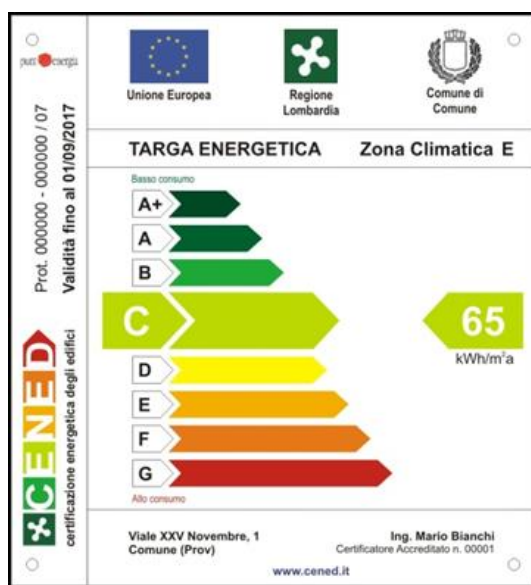 punti energia
Unione Europea
Regione
Lombardia
Comune di
Comune
TARGA ENERGETICA
Zona Climatica E
Basso consumo
A+
A
B
C
65
kWh/m²a
D
E
F
G
Alto consumo
Viale XXV Novembre, 1
Comune (Prov)
Ing. Mario Bianchi
Certificatore Accreditato n. 00001
www.cened.it
Prot. 0000000 - 000000 / 07
Validità fino al 01/09/2017
CENED
certificazione energetica degli edifici